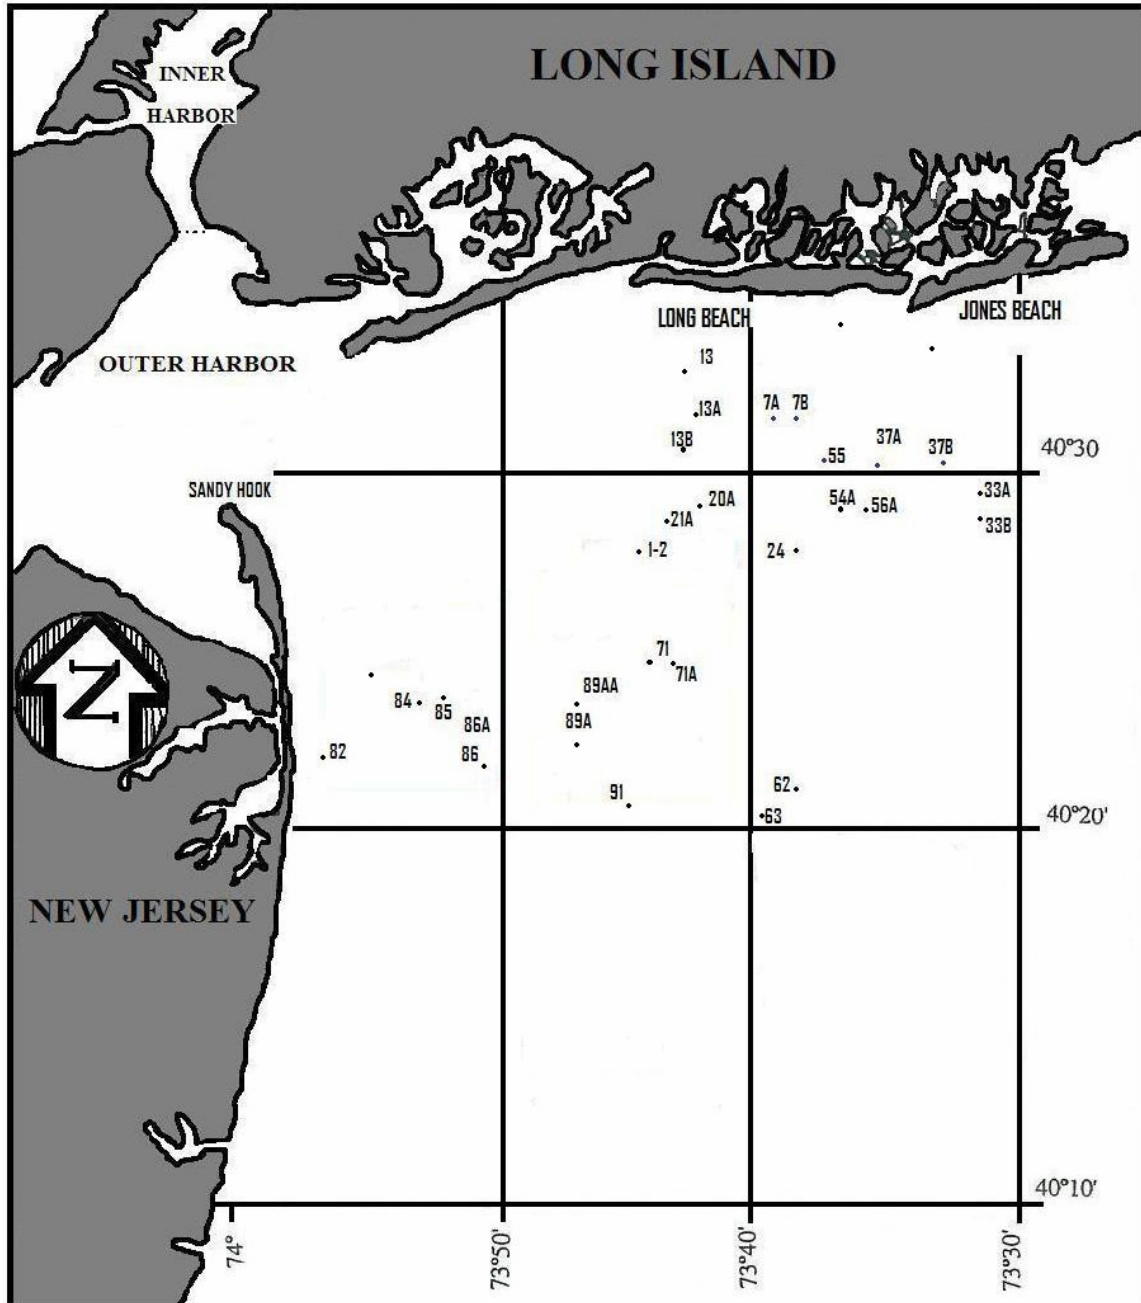 LONG ISLAND
INNER
HARBOR
LONG BEACH
JONES BEACH
OUTER HARBOR
13
7A 7B
13A
13B
37A
55
37B
40°30
SANDY HOOK
20A
54A
56A
33A
21A
33B
1-2
24
71
71A
89AA
84
85
86A
89A
82
86
91
62
63
40°20'
N
NEW JERSEY
40°10'
74°
73°50'
73°40'
73°30'